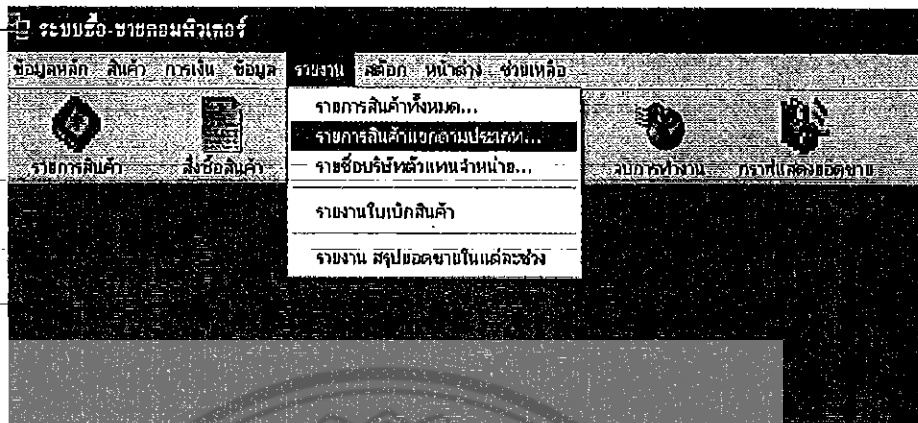 ระบบซื้อ-ขายคอมพิวเตอร์
ข้อมูลหลัก สินค้า การเงิน ข้อมูล รายงาน สต๊อก หน้าต่าง ช่วยเหลือ
รายการสินค้าทั้งหมด...
รายการสินค้าแยกตามประเภท...
รายชื่อบริษัทตัวแทนจำหน่าย...
รายงานใบเบิกสินค้า
รายงาน สรุปยอดขายในแต่ละช่วง
รายการสินค้า สั่งซื้อสินค้า จบการทำงาน กราฟแสดงยอดขาย